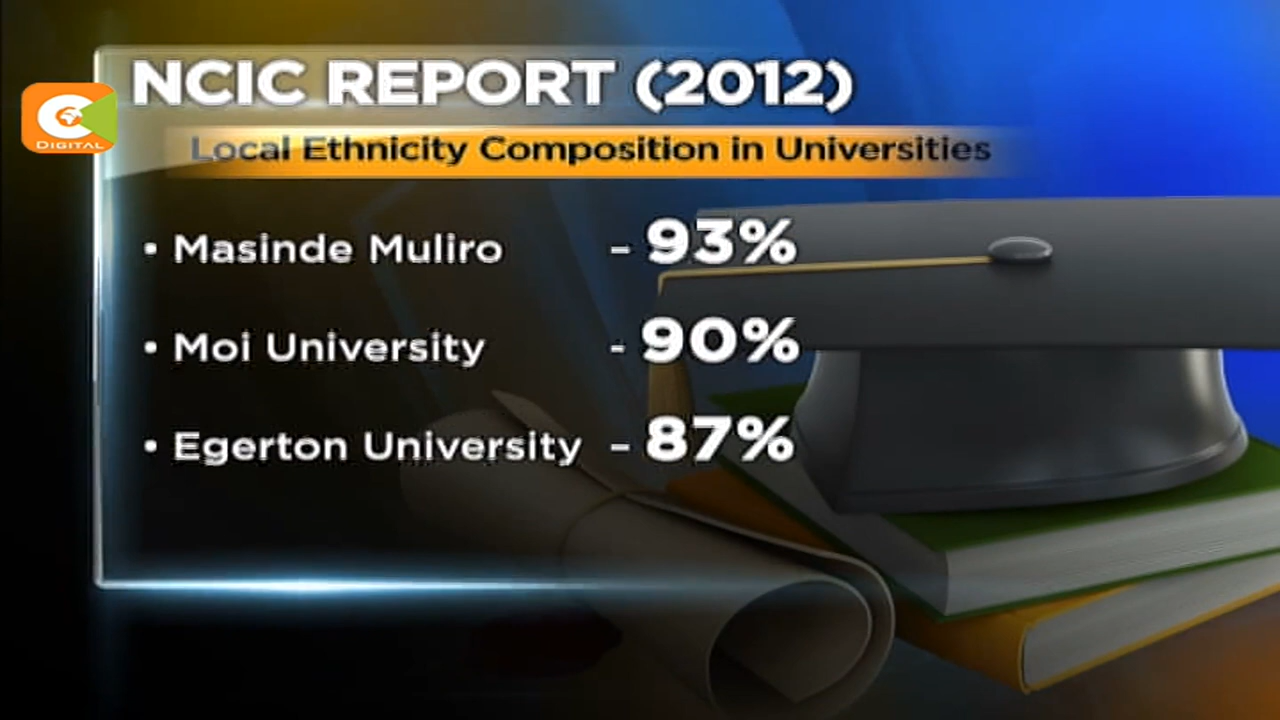 NCIC REPORT (2012)
C
DIGITAL
Local Ethnicity Composition in Universities
• Masinde Muliro - 93%
• Moi University - 90%
• Egerton University - 87%